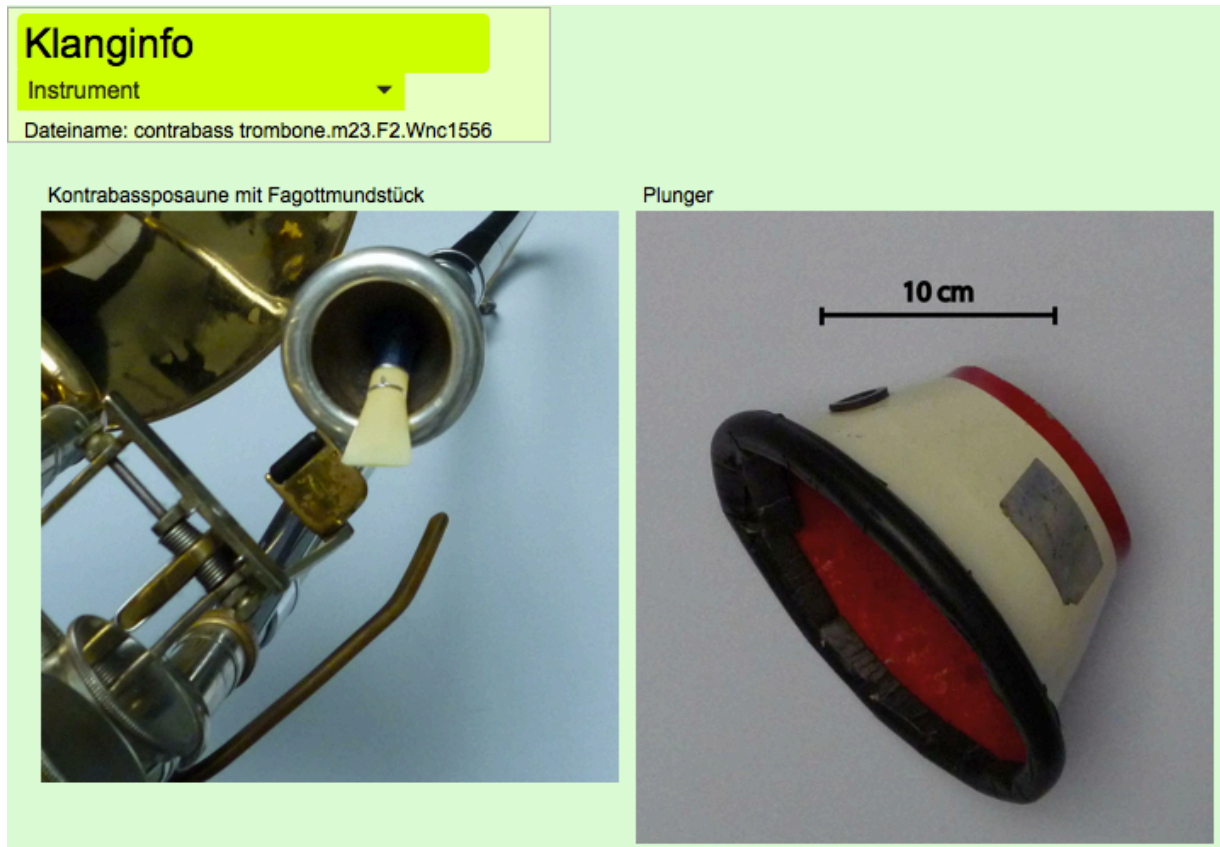 Klanginfo
Instrument
Dateiname: contrabass trombone.m23.F2.Wnc1556
Kontrabassposaune mit Fagottmundstück
Plunger
10 cm